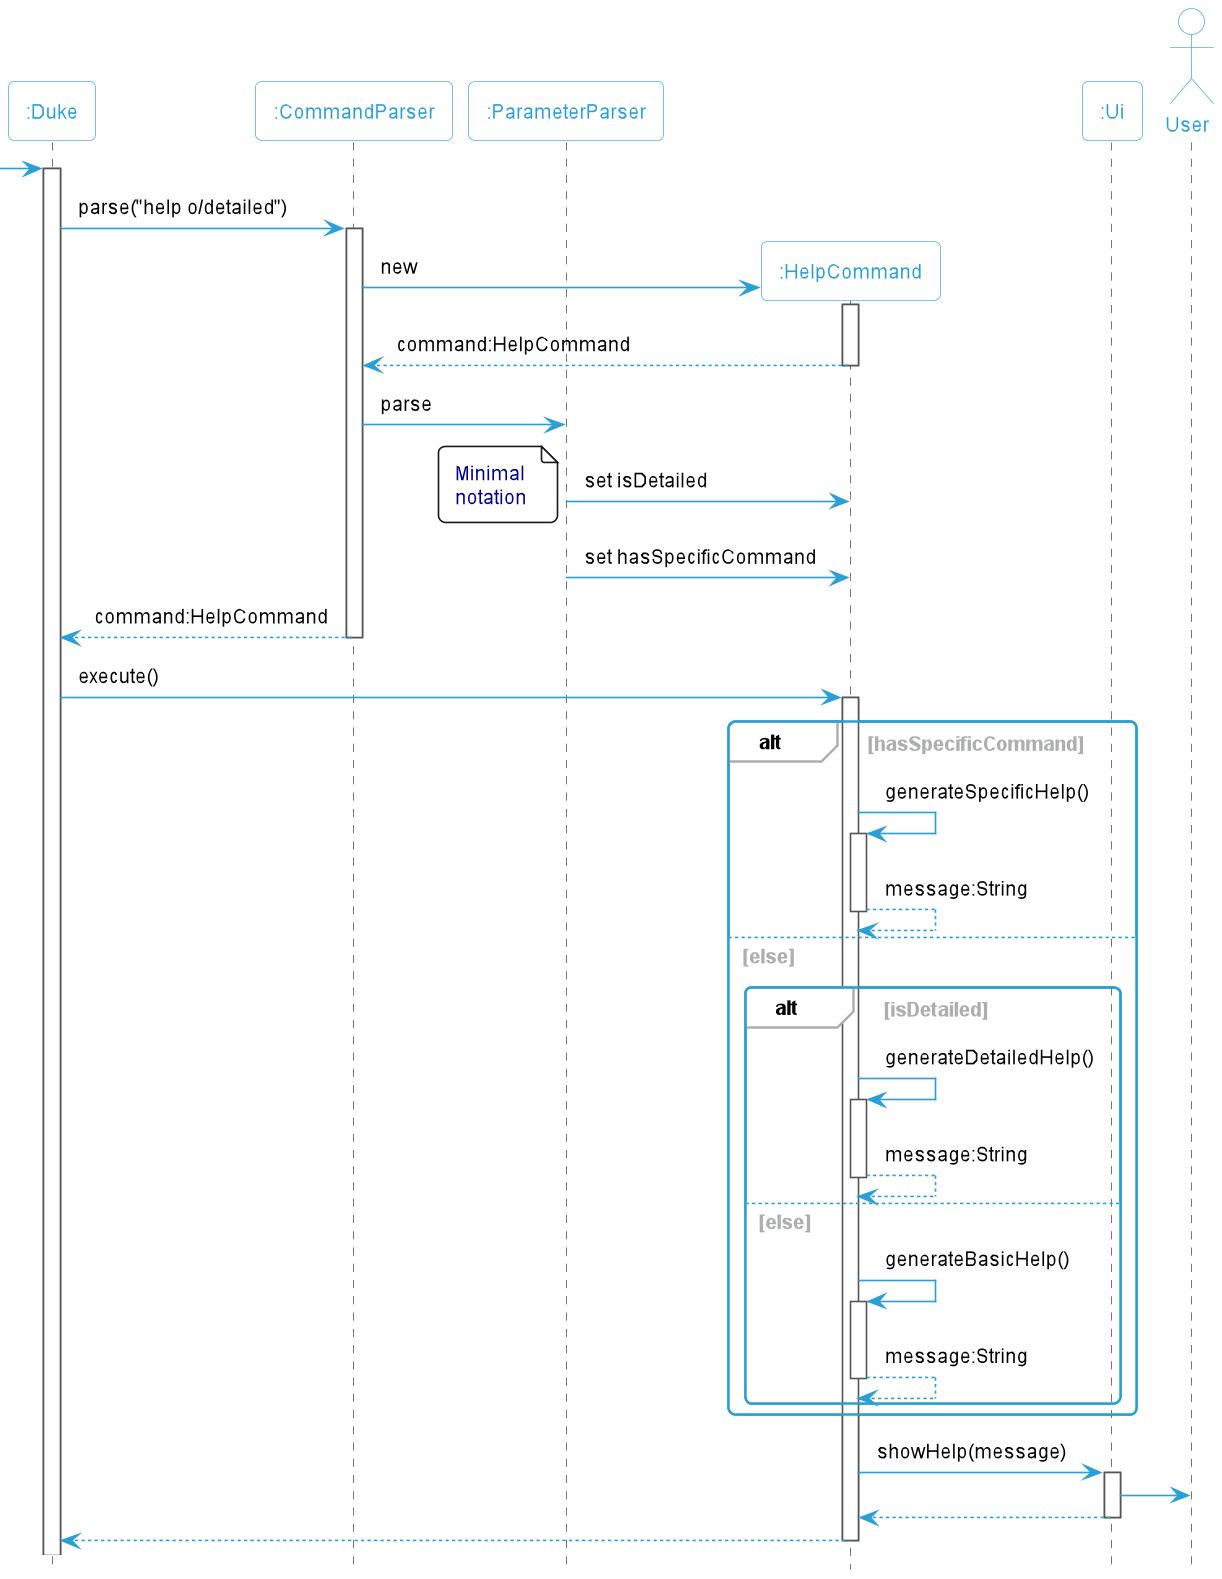 User
:Duke
:CommandParser
:ParameterParser
:Ui
parse("help o/detailed")
new
:HelpCommand
command:HelpCommand
parse
Minimal
notation
set isDetailed
set hasSpecificCommand
command:HelpCommand
execute()
alt
[hasSpecificCommand]
generateSpecificHelp()
message:String
[else]
alt
[isDetailed]
generateDetailedHelp()
message:String
[else]
generateBasicHelp()
message:String
showHelp(message)